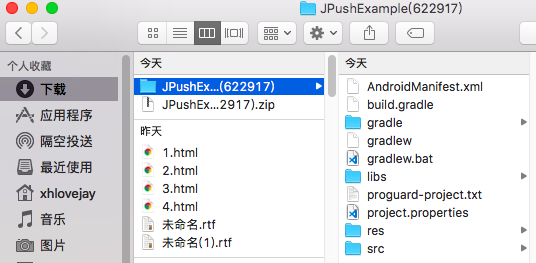 JPushExample(622917)
个人收藏
下载
应用程序
隔空投送
最近使用
xhlovejay
音乐
图片
今天
JPushEx...(622917)
JPushEx...2917).zip
昨天
1.html
2.html
3.html
4.html
未命名.rtf
未命名(1).rtf
今天
AndroidManifest.xml
build.gradle
gradle
gradlew
gradlew.bat
libs
proguard-project.txt
project.properties
res
src